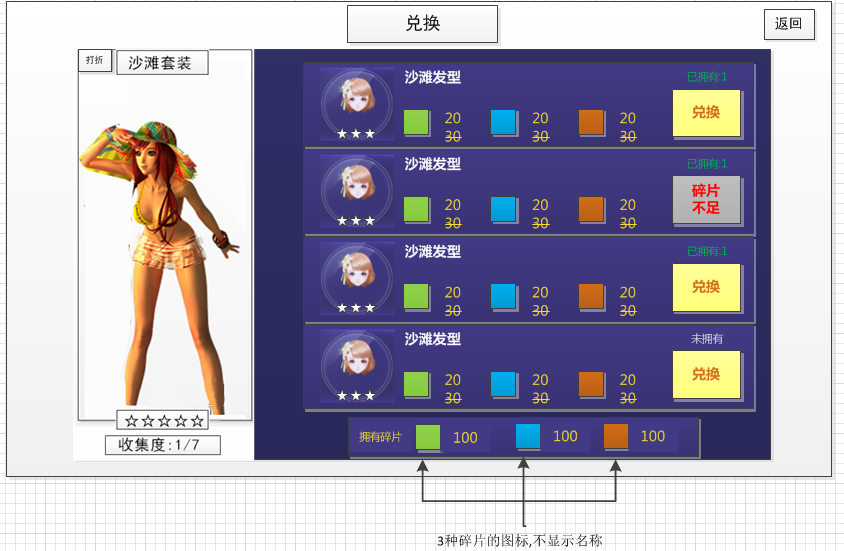 兑换
返回
打折
沙滩套装
沙滩发型
已拥有:1
20 20 20
30 30 30
兑换
沙滩发型
已拥有:1
20 20 20
30 30 30
碎片
不足
沙滩发型
已拥有:1
20 20 20
30 30 30
兑换
沙滩发型
未拥有
20 20 20
30 30 30
兑换
☆☆☆☆☆
收集度:1/7
拥有碎片 100 100 100
3种碎片的图标,不显示名称